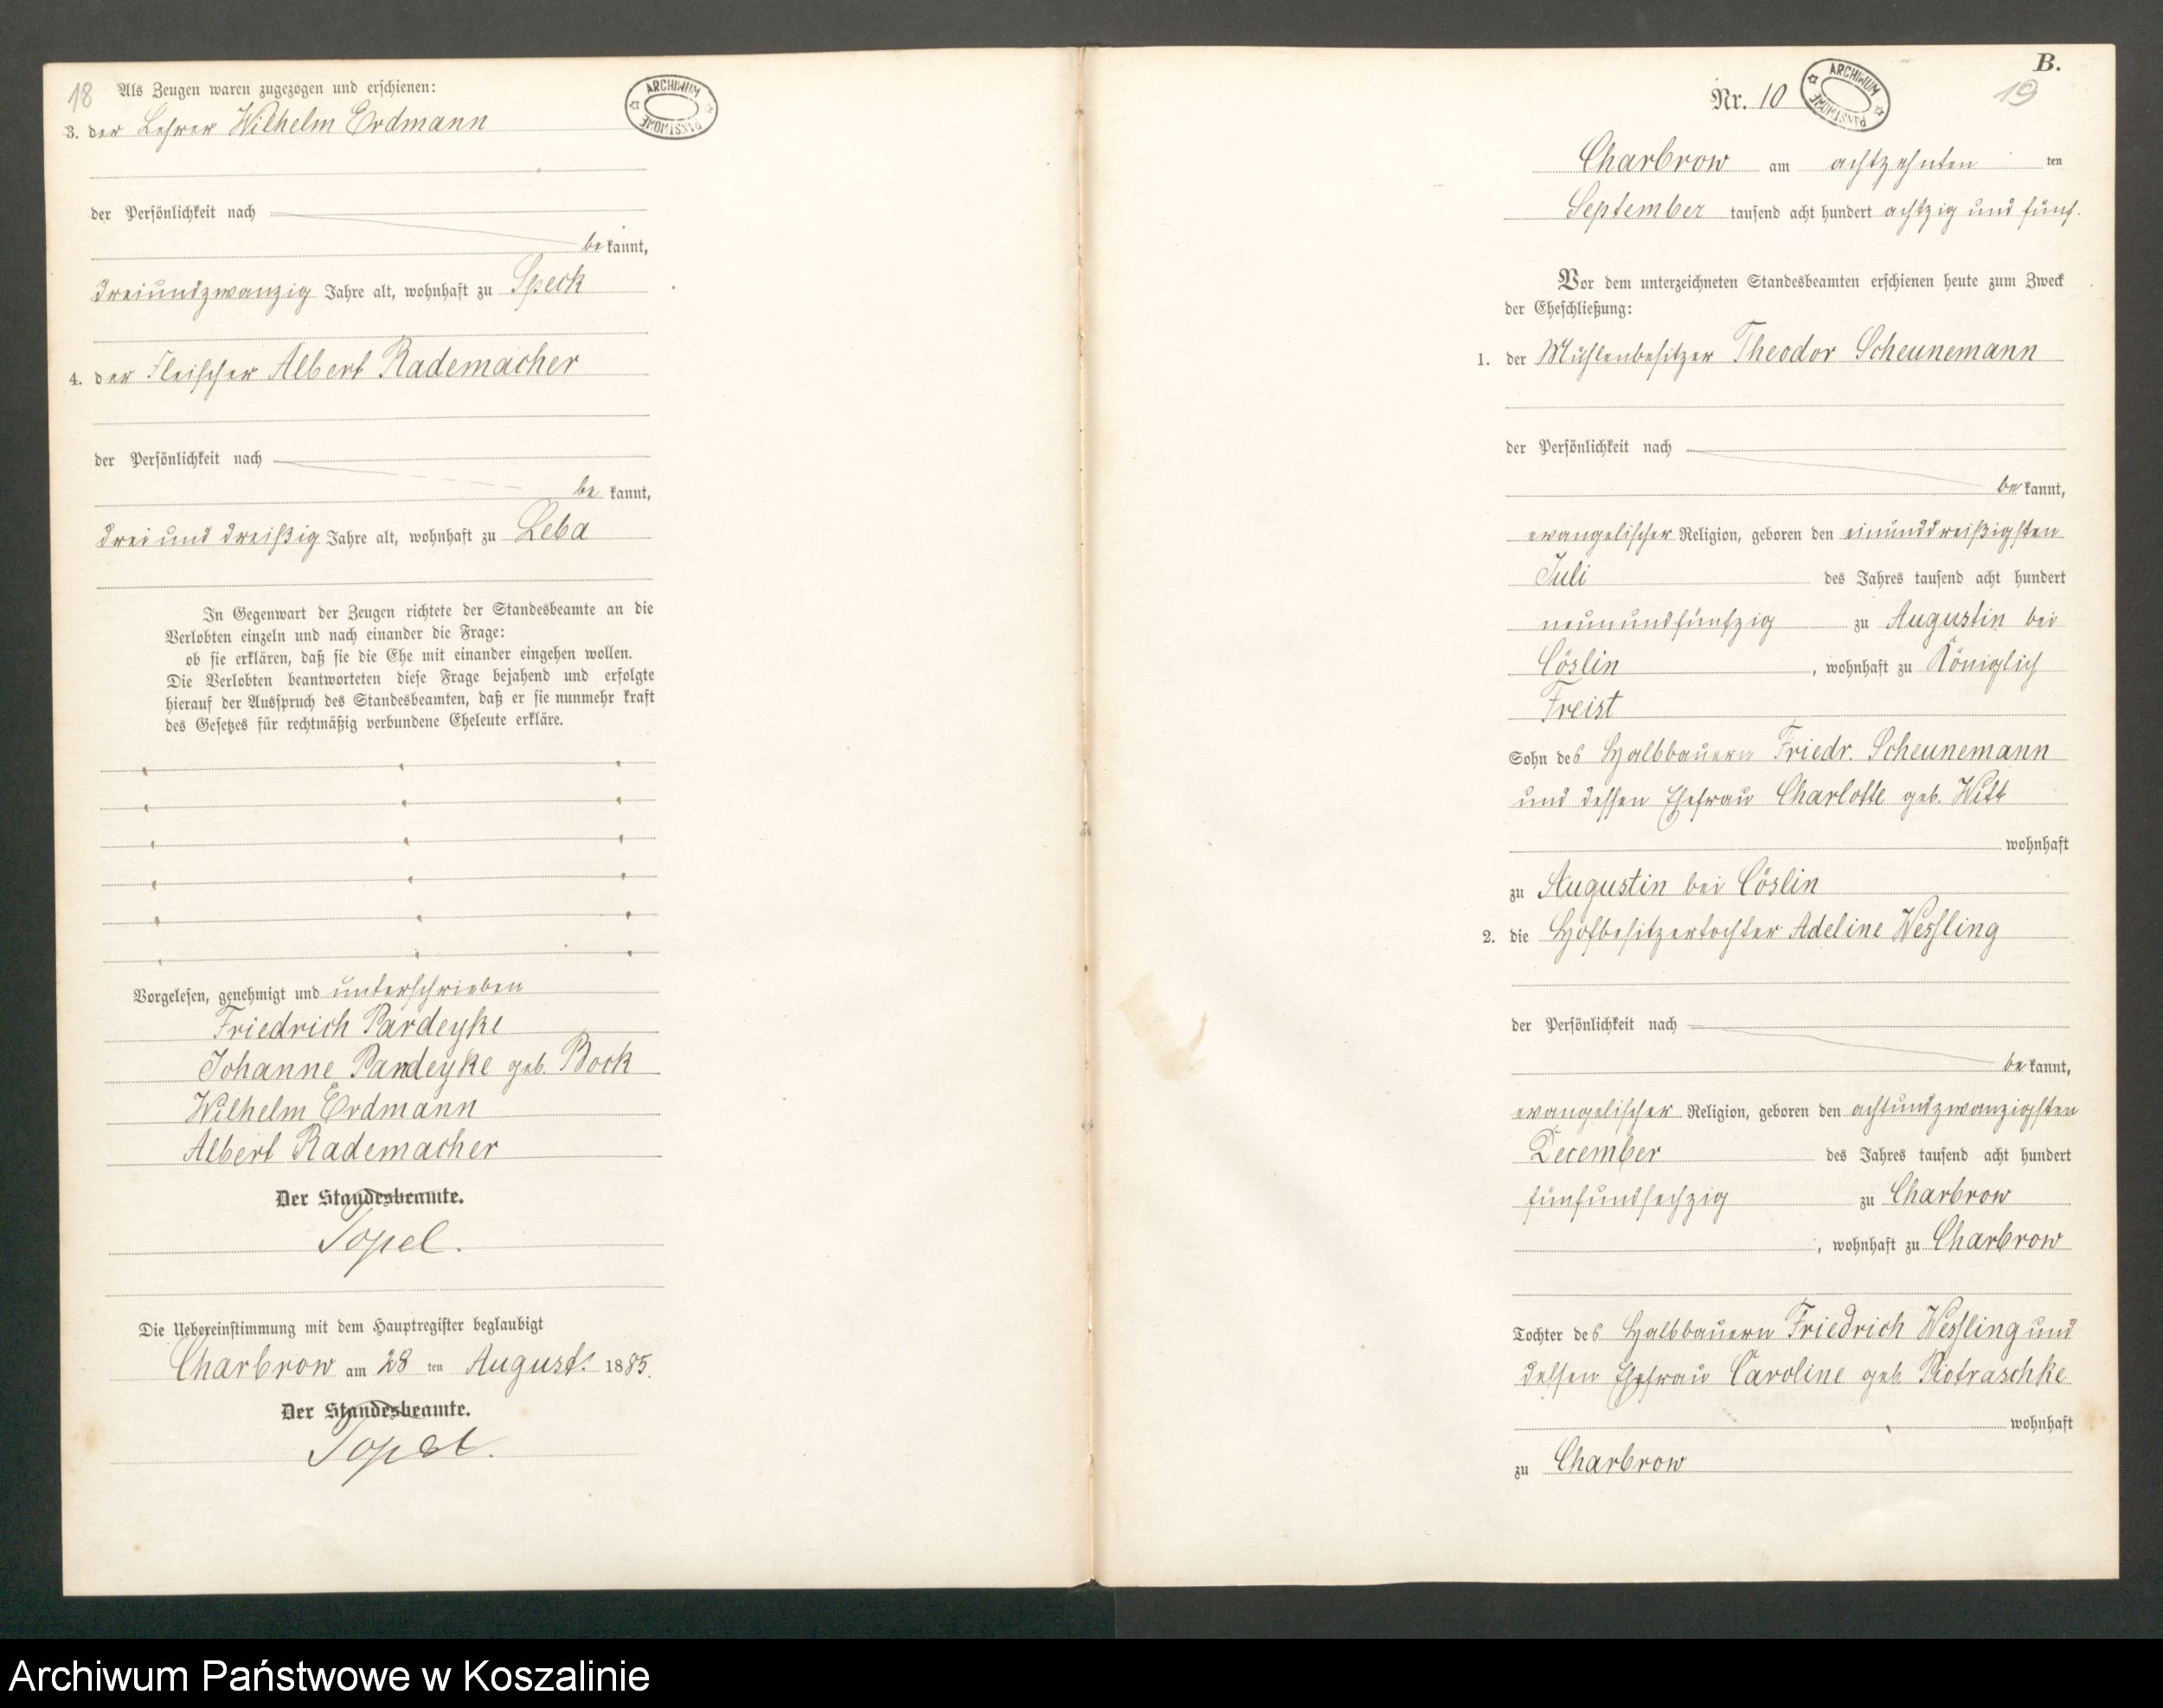 18
Als Zeugen waren zugezogen und erschienen:
ARCHIWUM PAŃSTWOWE
3. der Lehrer Wilhelm Erdmann
der Persönlichkeit nach
bekannt,
dreiundzwanzig Jahre alt, wohnhaft zu Speck
4. der Fleischer Albert Rademacher
der Persönlichkeit nach
be kannt,
drei und dreißig Jahre alt, wohnhaft zu Leba
In Gegenwart der Zeugen richtete der Standesbeamte an die
Verlobten einzeln und nach einander die Frage:
ob sie erklären, daß sie die Ehe mit einander eingehen wollen.
Die Verlobten beantworteten diese Frage bejahend und erfolgte
hierauf der Ausspruch des Standesbeamten, daß er sie nunmehr kraft
des Gesetzes für rechtmäßig verbundene Eheleute erkläre.
Vorgelesen, genehmigt und unterschrieben
Friedrich Pardeyke
Johanne Pardeyke geb. Bock
Wilhelm Erdmann
Albert Rademacher
Der Standesbeamte.
Topel.
Die Uebereinstimmung mit dem Hauptregister beglaubigt
Charbrow am 28 ten August. 1885.
Der Standesbeamte.
Topel.
B.
19
Nr. 10
ARCHIWUM PAŃSTWOWE
Charbrow am achtzehnten ten
September tausend acht hundert achtzig und fünf.
Vor dem unterzeichneten Standesbeamten erschienen heute zum Zweck
der Eheschließung:
1. der Mühlenbesitzer Theodor Scheunemann
der Persönlichkeit nach
bekannt,
evangelischer Religion, geboren den einunddreißigsten
Juli des Jahres tausend acht hundert
neunundfünfzig zu Augustin bei
Cöslin, wohnhaft zu Königlich
Freist
Sohn des Halbbauern Friedr. Scheunemann
und dessen Ehefrau Charlotte geb. Witt
wohnhaft
zu Augustin bei Cöslin
2. die Hofbesitzertochter Adeline Wessling
der Persönlichkeit nach
bekannt,
evangelischer Religion, geboren den achtundzwanzigsten
December des Jahres tausend acht hundert
fünfundsechzig zu Charbrow
, wohnhaft zu Charbrow
Tochter des Halbbauern Friedrich Wessling und
dessen Ehefrau Caroline geb. Piotraschke
wohnhaft
zu Charbrow
Archiwum Państwowe w Koszalinie